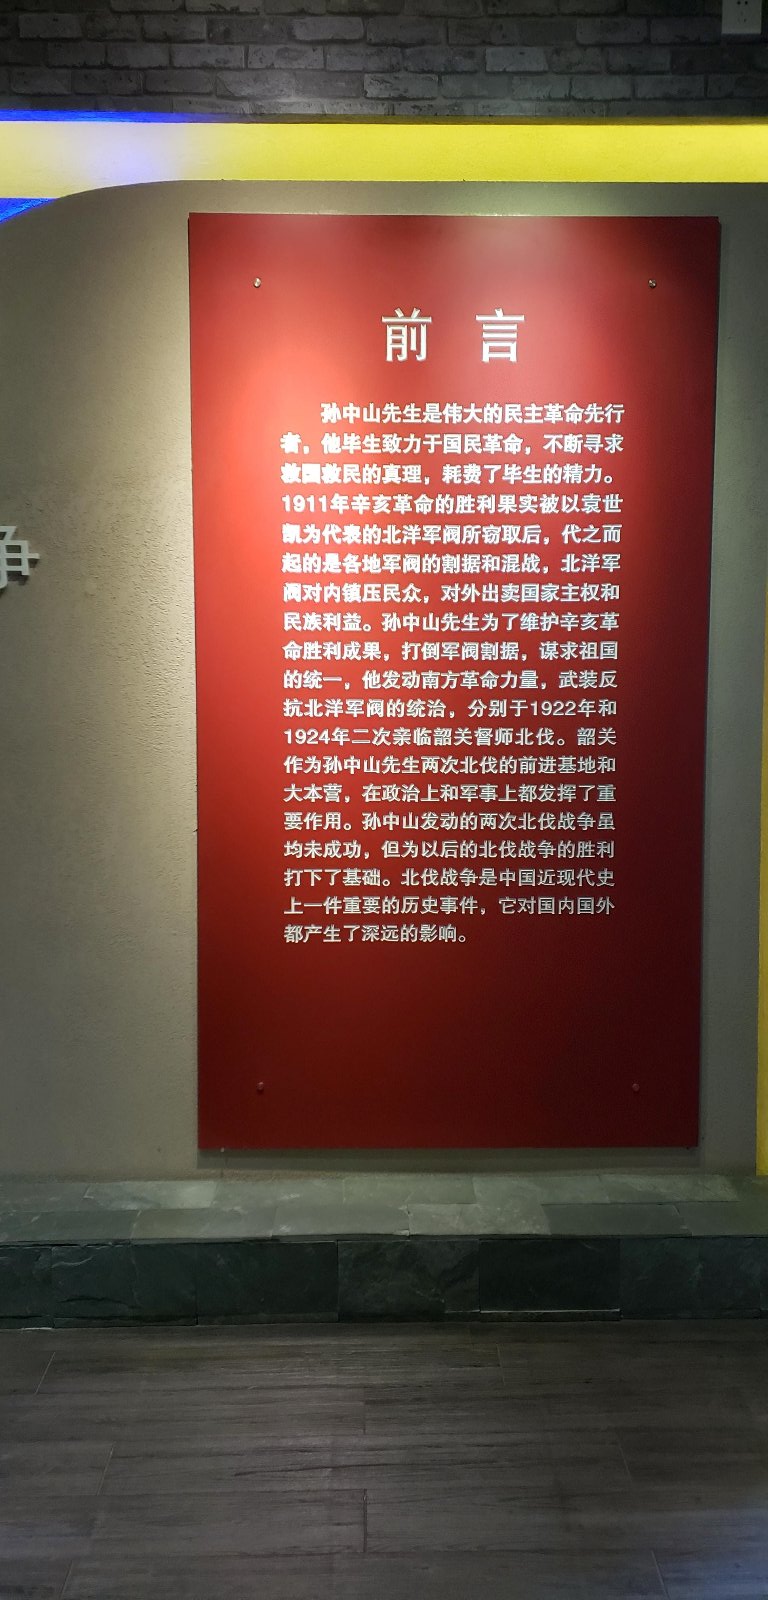 前 言
孙中山先生是伟大的民主革命先行
者，他毕生致力于国民革命，不断寻求
救国救民的真理，耗费了毕生的精力。
1911年辛亥革命的胜利果实被以袁世
凯为代表的北洋军阀所窃取后，代之而
起的是各地军阀的割据和混战，北洋军
阀对内镇压民众，对外出卖国家主权和
民族利益。孙中山先生为了维护辛亥革
命胜利成果，打倒军阀割据，谋求祖国
的统一，他发动南方革命力量，武装反
抗北洋军阀的统治，分别于1922年和
1924年二次亲临韶关督师北伐。韶关
作为孙中山先生两次北伐的前进基地和
大本营，在政治上和军事上都发挥了重
要作用。孙中山发动的两次北伐战争虽
均未成功，但为以后的北伐战争的胜利
打下了基础。北伐战争是中国近现代史
上一件重要的历史事件，它对国内国外
都产生了深远的影响。